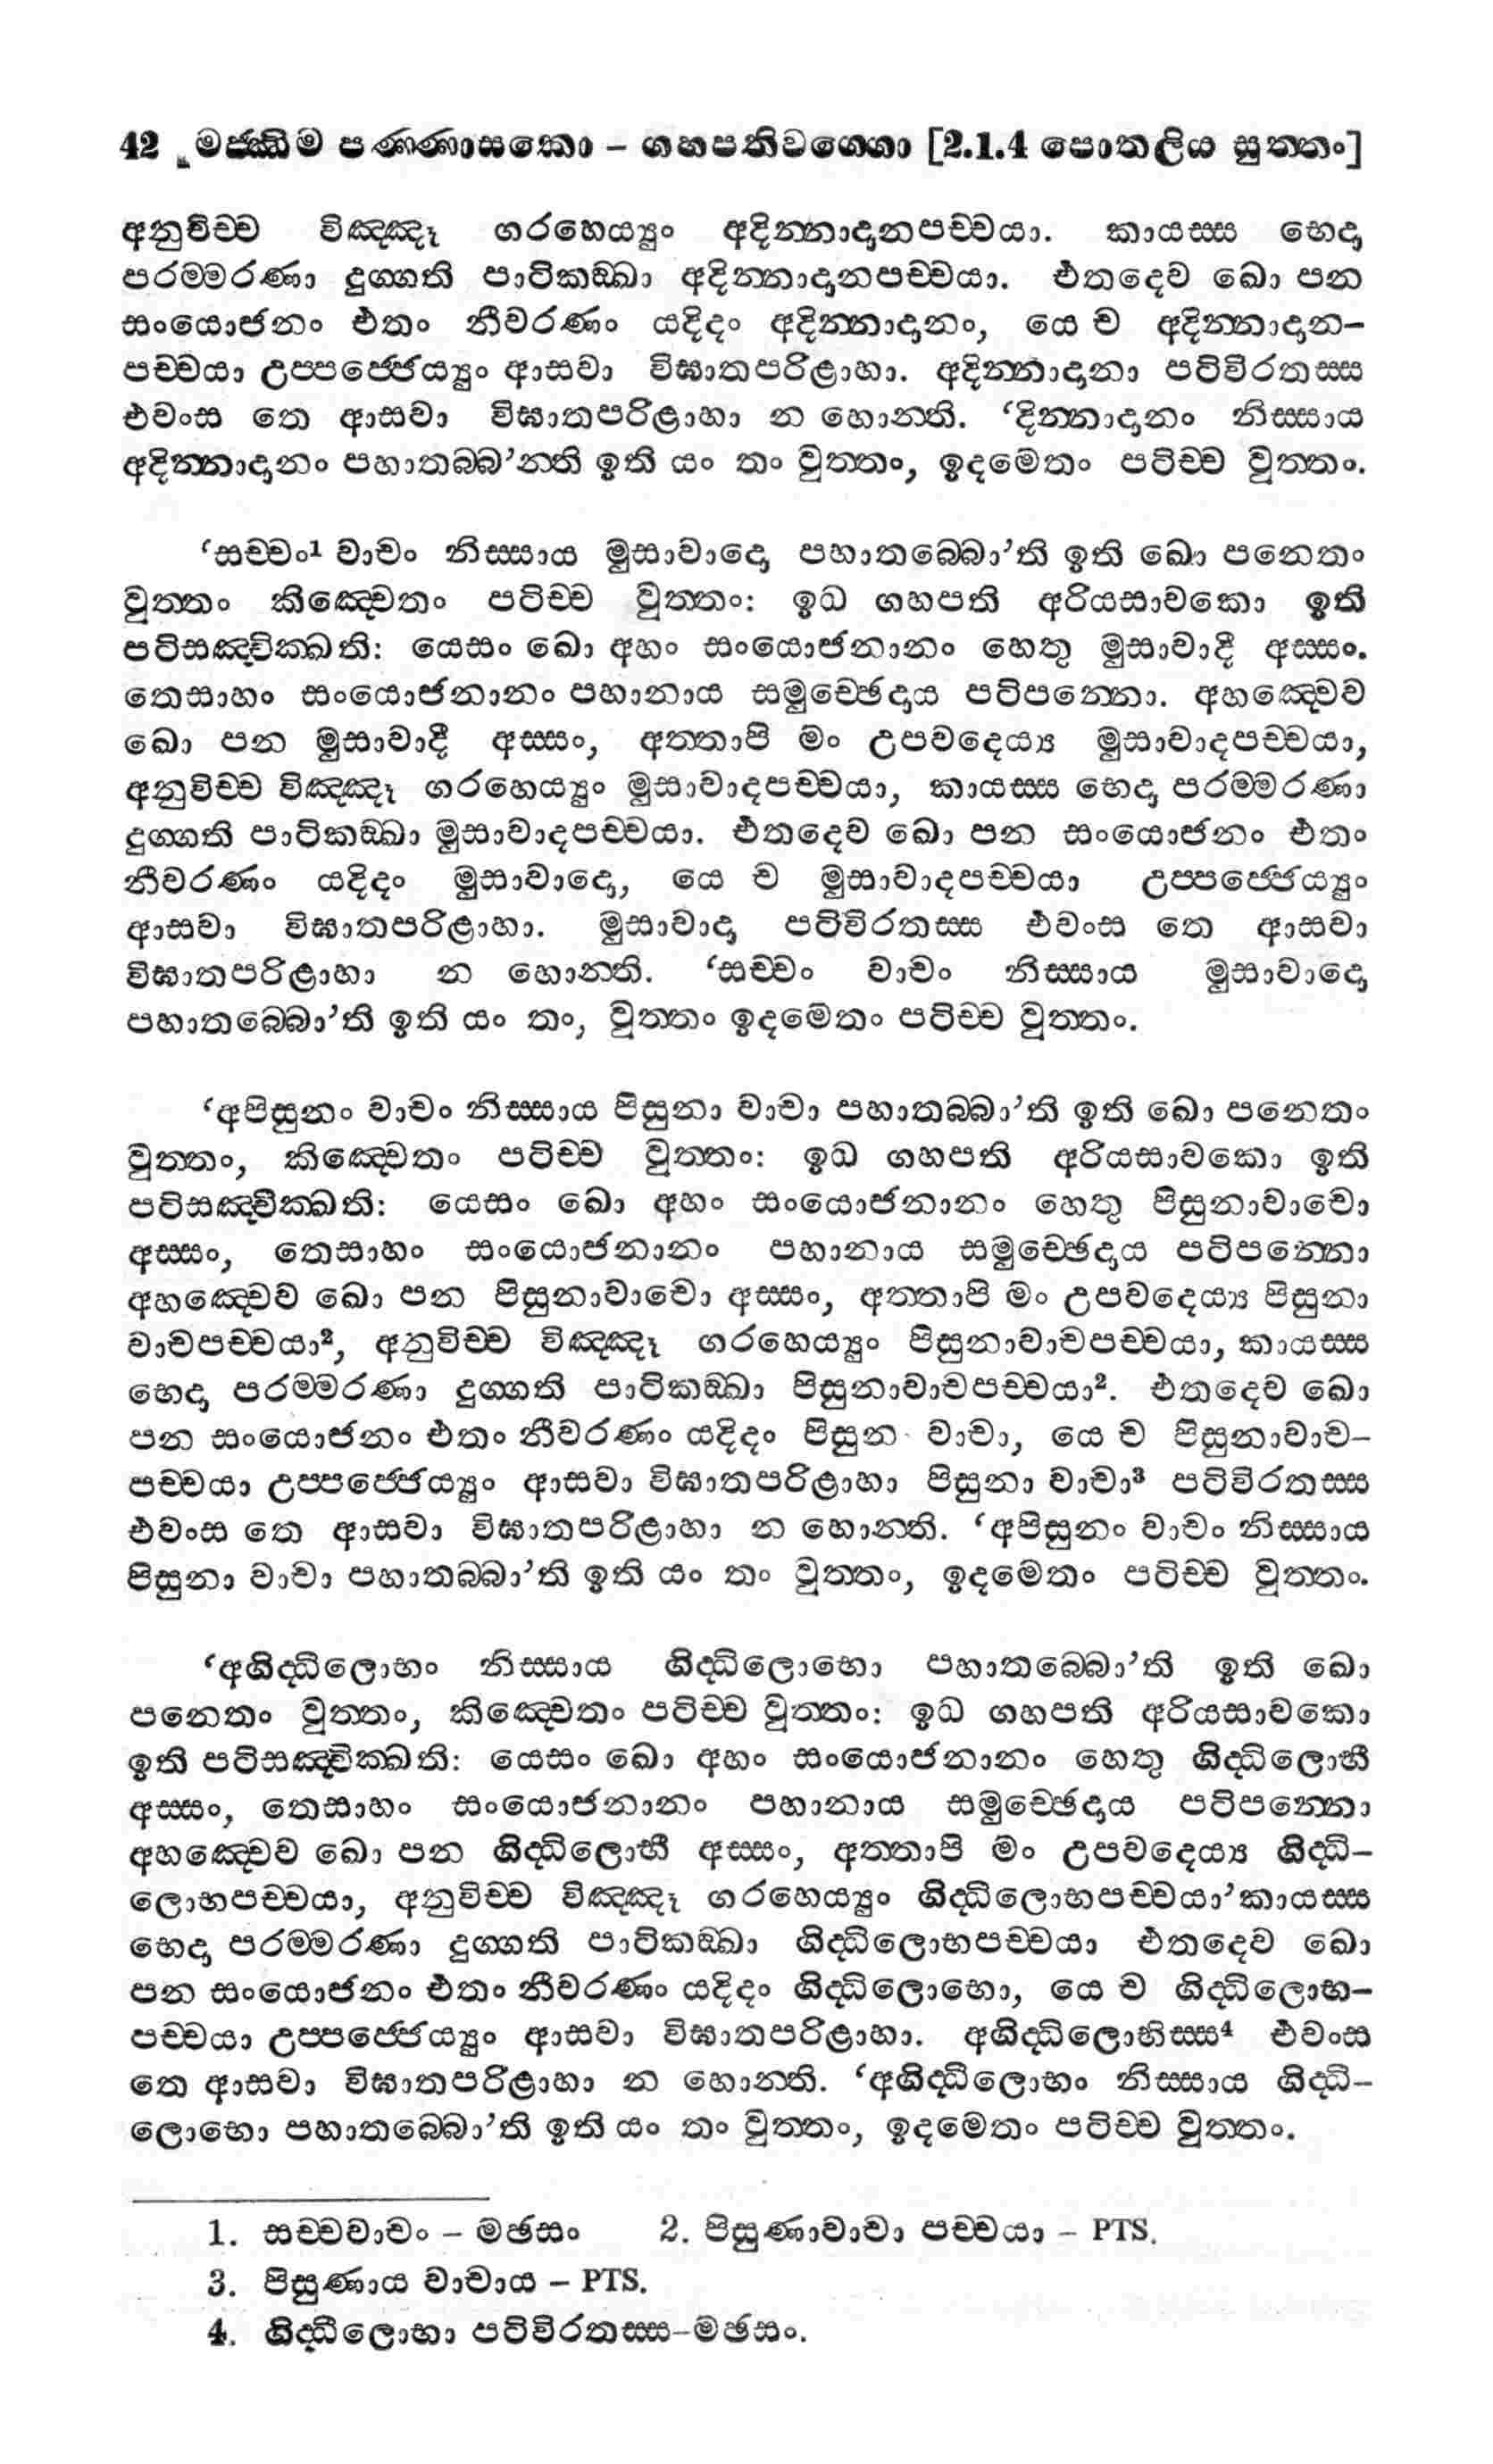 42 මජ්ඣිම පණ්ණාසකො – ගහපතිවග්ගො [2.1.4 පොතලිය සුත්තං]
අනුවිච්ච විඤ්ඤූ ගරහෙය්‍යුං අදින්නාදානපච්චයා. කායස්ස භෙදා
පරම්මරණා දුග්ගති පාටිකඞ්ඛා අදින්නාදානපච්චයා. එතදෙව ඛො පන
සංයොජනං එතං නීවරණං යදිදං අදින්නාදානං, යෙ ච අදින්නාදාන–
පච්චයා උප්පජ්ජෙය්‍යුං ආසවා විඝාතපරිළාහා. අදින්නාදානා පටිවිරතස්ස
එවංස තෙ ආසවා විඝාතපරිළාහා න හොන්ති. ‘දින්නාදානං නිස්සාය
අදින්නාදානං පහාතබ්බ’න්ති ඉති යං තං වුත්තං, ඉදමෙතං පටිච්ච වුත්තං.
‘සච්චං¹ වාචං නිස්සාය මුසාවාදො පහාතබ්බො’ති ඉති ඛො පනෙතං
වුත්තං කිඤ්චෙතං පටිච්ච වුත්තං: ඉධ ගහපති අරියසාවකො ඉති
පටිසඤ්චික්ඛති: යෙසං ඛො අහං සංයොජනානං හෙතු මුසාවාදී අස්සං.
තෙසාහං සංයොජනානං පහානාය සමුච්ඡෙදාය පටිපන්නො. අහඤ්චෙව
ඛො පන මුසාවාදී අස්සං, අත්තාපි මං උපවදෙය්‍ය මුසාවාදපච්චයා,
අනුවිච්ච විඤ්ඤූ ගරහෙය්‍යුං මුසාවාදපච්චයා, කායස්ස භෙදා පරම්මරණා
දුග්ගති පාටිකඞ්ඛා මුසාවාදපච්චයා. එතදෙව ඛො පන සංයොජනං එතං
නීවරණං යදිදං මුසාවාදො, යෙ ච මුසාවාදපච්චයා උප්පජ්ජෙය්‍යුං
ආසවා විඝාතපරිළාහා. මුසාවාදා පටිවිරතස්ස එවංස තෙ ආසවා
විඝාතපරිළාහා න හොන්ති. ‘සච්චං වාචං නිස්සාය මුසාවාදො
පහාතබ්බො’ති ඉති යං තං, වුත්තං ඉදමෙතං පටිච්ච වුත්තං.
‘අපිසුනං වාචං නිස්සාය පිසුනා වාචා පහාතබ්බා’ති ඉති ඛො පනෙතං
වුත්තං, කිඤ්චෙතං පටිච්ච වුත්තං: ඉධ ගහපති අරියසාවකො ඉති
පටිසඤ්චික්ඛති: යෙසං ඛො අහං සංයොජනානං හෙතු පිසුනාවාචො
අස්සං, තෙසාහං සංයොජනානං පහානාය සමුච්ඡෙදාය පටිපන්නො
අහඤ්චෙව ඛො පන පිසුනාවාචො අස්සං, අත්තාපි මං උපවදෙය්‍ය පිසුනා
වාචපච්චයා², අනුවිච්ච විඤ්ඤූ ගරහෙය්‍යුං පිසුනාවාචපච්චයා, කායස්ස
භෙදා පරම්මරණා දුග්ගති පාටිකඞ්ඛා පිසුනාවාචපච්චයා². එතදෙව ඛො
පන සංයොජනං එතං නීවරණං යදිදං පිසුන වාචා, යෙ ච පිසුනාවාච–
පච්චයා උප්පජ්ජෙය්‍යුං ආසවා විඝාතපරිළාහා පිසුනා වාචා³ පටිවිරතස්ස
එවංස තෙ ආසවා විඝාතපරිළාහා න හොන්ති. ‘අපිසුනං වාචං නිස්සාය
පිසුනා වාචා පහාතබ්බා’ති ඉති යං තං වුත්තං, ඉදමෙතං පටිච්ච වුත්තං.
‘අගිද්ධිලොභං නිස්සාය ගිද්ධිලොභො පහාතබ්බො’ති ඉති ඛො
පනෙතං වුත්තං, කිඤ්චෙතං පටිච්ච වුත්තං: ඉධ ගහපති අරියසාවකො
ඉති පටිසඤ්චික්ඛති: යෙසං ඛො අහං සංයොජනානං හෙතු ගිද්ධිලොභී
අස්සං, තෙසාහං සංයොජනානං පහානාය සමුච්ඡෙදාය පටිපන්නො
අහඤ්චෙව ඛො පන ගිද්ධිලොභී අස්සං, අත්තාපි මං උපවදෙය්‍ය ගිද්ධි–
ලොභපච්චයා, අනුවිච්ච විඤ්ඤූ ගරහෙය්‍යුං ගිද්ධිලොභපච්චයා’කායස්ස
භෙදා පරම්මරණා දුග්ගති පාටිකඞ්ඛා ගිද්ධිලොභපච්චයා එතදෙව ඛො
පන සංයොජනං එතං නීවරණං යදිදං ගිද්ධිලොභො, යෙ ච ගිද්ධිලොභ–
පච්චයා උප්පජ්ජෙය්‍යුං ආසවා විඝාතපරිළාහා. අගිද්ධිලොභිස්ස⁴ එවංස
තෙ ආසවා විඝාතපරිළාහා න හොන්ති. ‘අගිද්ධිලොභං නිස්සාය ගිද්ධි–
ලොභො පහාතබ්බො’ති ඉති යං තං වුත්තං, ඉදමෙතං පටිච්ච වුත්තං.
1. සච්චවාචං – මඡසං 2. පිසුණාවාචා පච්චයා – PTS.
3. පිසුණාය වාචාය – PTS.
4. ගිද්ධිලොභා පටිවිරතස්ස–මඡසං.